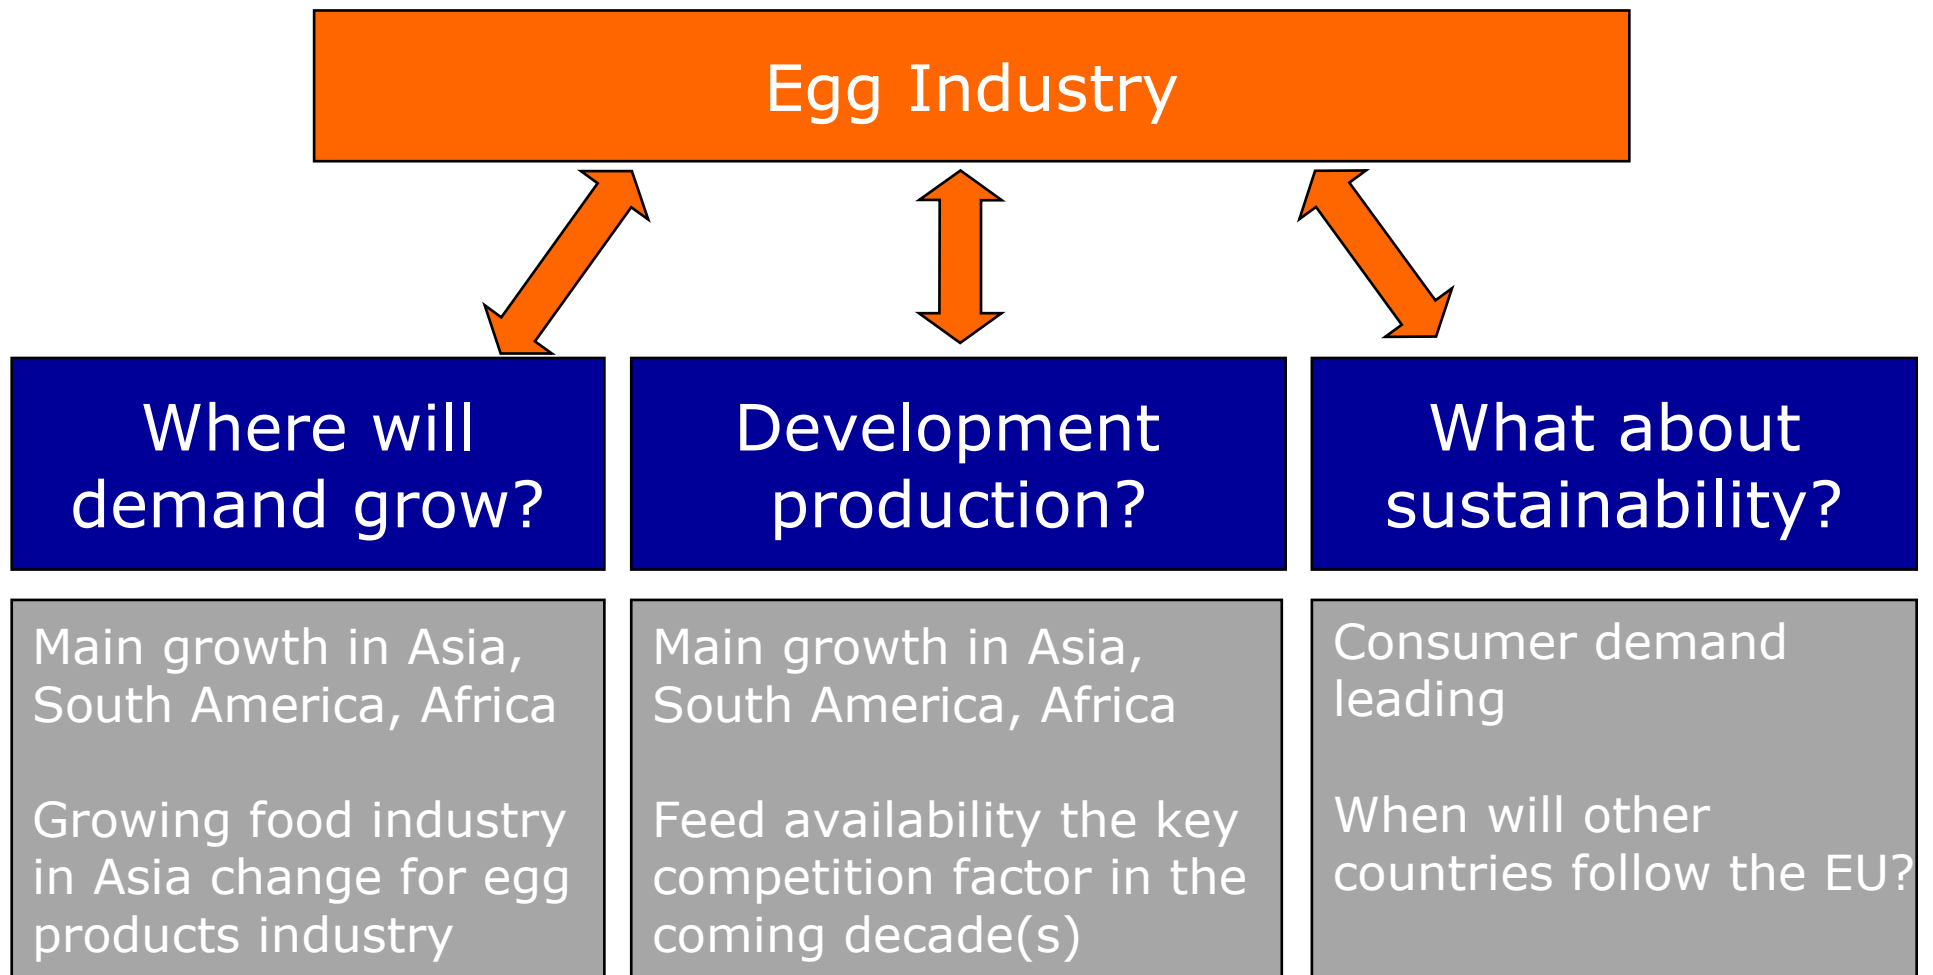 Egg Industry
Where will
demand grow?
Development
production?
What about
sustainability?
Main growth in Asia,
South America, Africa
Growing food industry
in Asia change for egg
products industry
Main growth in Asia,
South America, Africa
Feed availability the key
competition factor in the
coming decade(s)
Consumer demand
leading
When will other
countries follow the EU?